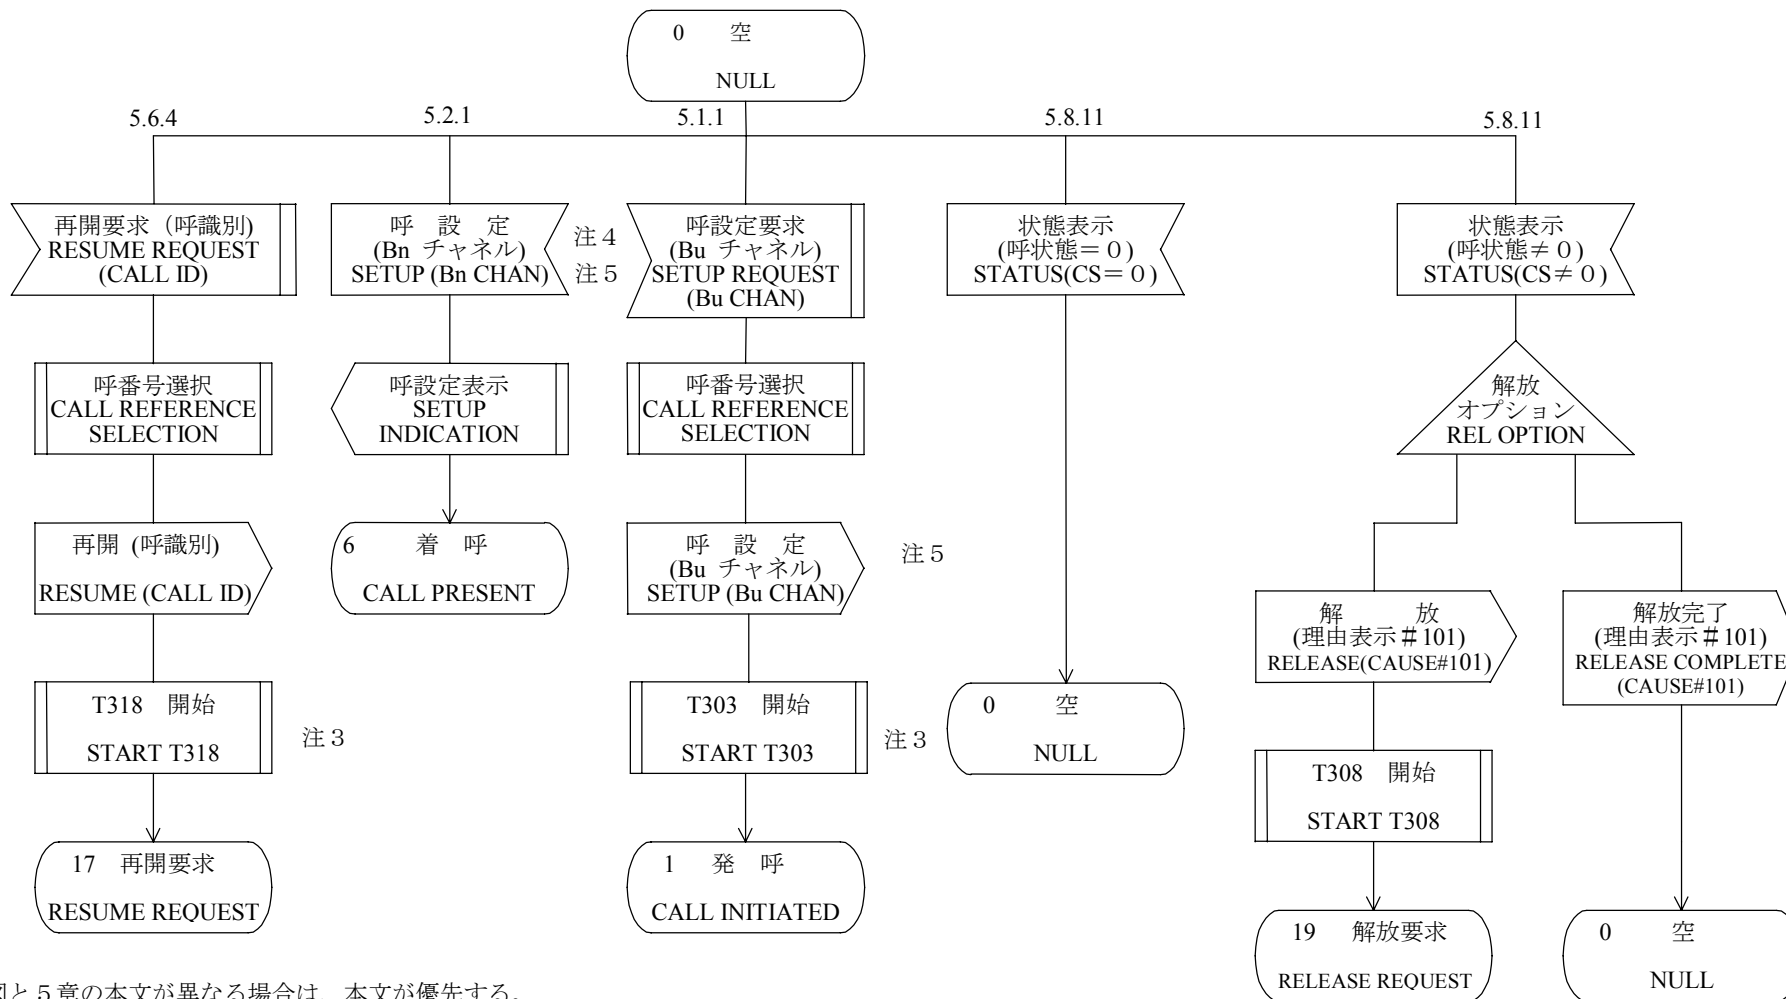 0 空
NULL
5.6.4
5.2.1
5.1.1
5.8.11
5.8.11
再開要求 (呼識別)
RESUME REQUEST
(CALL ID)
呼番号選択
CALL REFERENCE
SELECTION
再開 (呼識別)
RESUME (CALL ID)
T318 開始
START T318
注３
17 再開要求
RESUME REQUEST
呼 設 定
(Bn チャネル)
SETUP (Bn CHAN)
注４
注５
呼設定表示
SETUP
INDICATION
6 着 呼
CALL PRESENT
呼設定要求
(Bu チャネル)
SETUP REQUEST
(Bu CHAN)
呼番号選択
CALL REFERENCE
SELECTION
呼 設 定
(Bu チャネル)
SETUP (Bu CHAN)
注５
T303 開始
START T303
注３
1 発 呼
CALL INITIATED
状態表示
(呼状態＝０)
STATUS(CS＝０)
0 空
NULL
状態表示
(呼状態≠０)
STATUS(CS≠０)
解放
オプション
REL OPTION
解 放
(理由表示＃101)
RELEASE(CAUSE#101)
T308 開始
START T308
19 解放要求
RELEASE REQUEST
解放完了
(理由表示＃101)
RELEASE COMPLETE
(CAUSE#101)
0 空
NULL
図と５章の本文が異なる場合は、本文が優先する。